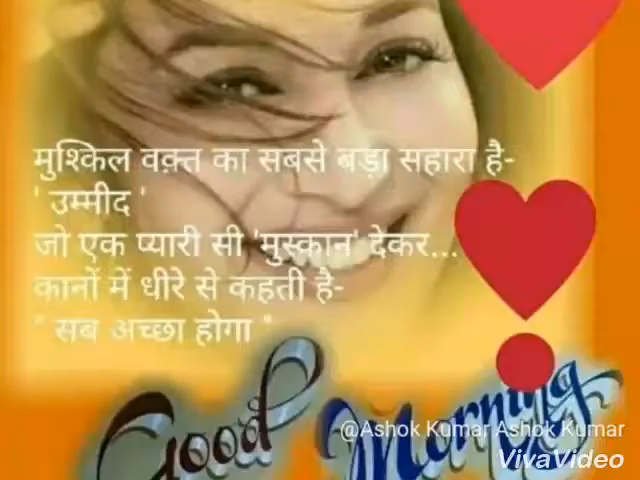 मुश्किल वक़्त का सबसे बड़ा सहारा है-
' उम्मीद '
जो एक प्यारी सी 'मुस्कान' देकर...
कानों में धीरे से कहती है-
" सब अच्छा होगा "
Good Morning
@Ashok Kumar Ashok Kumar
VivaVideo